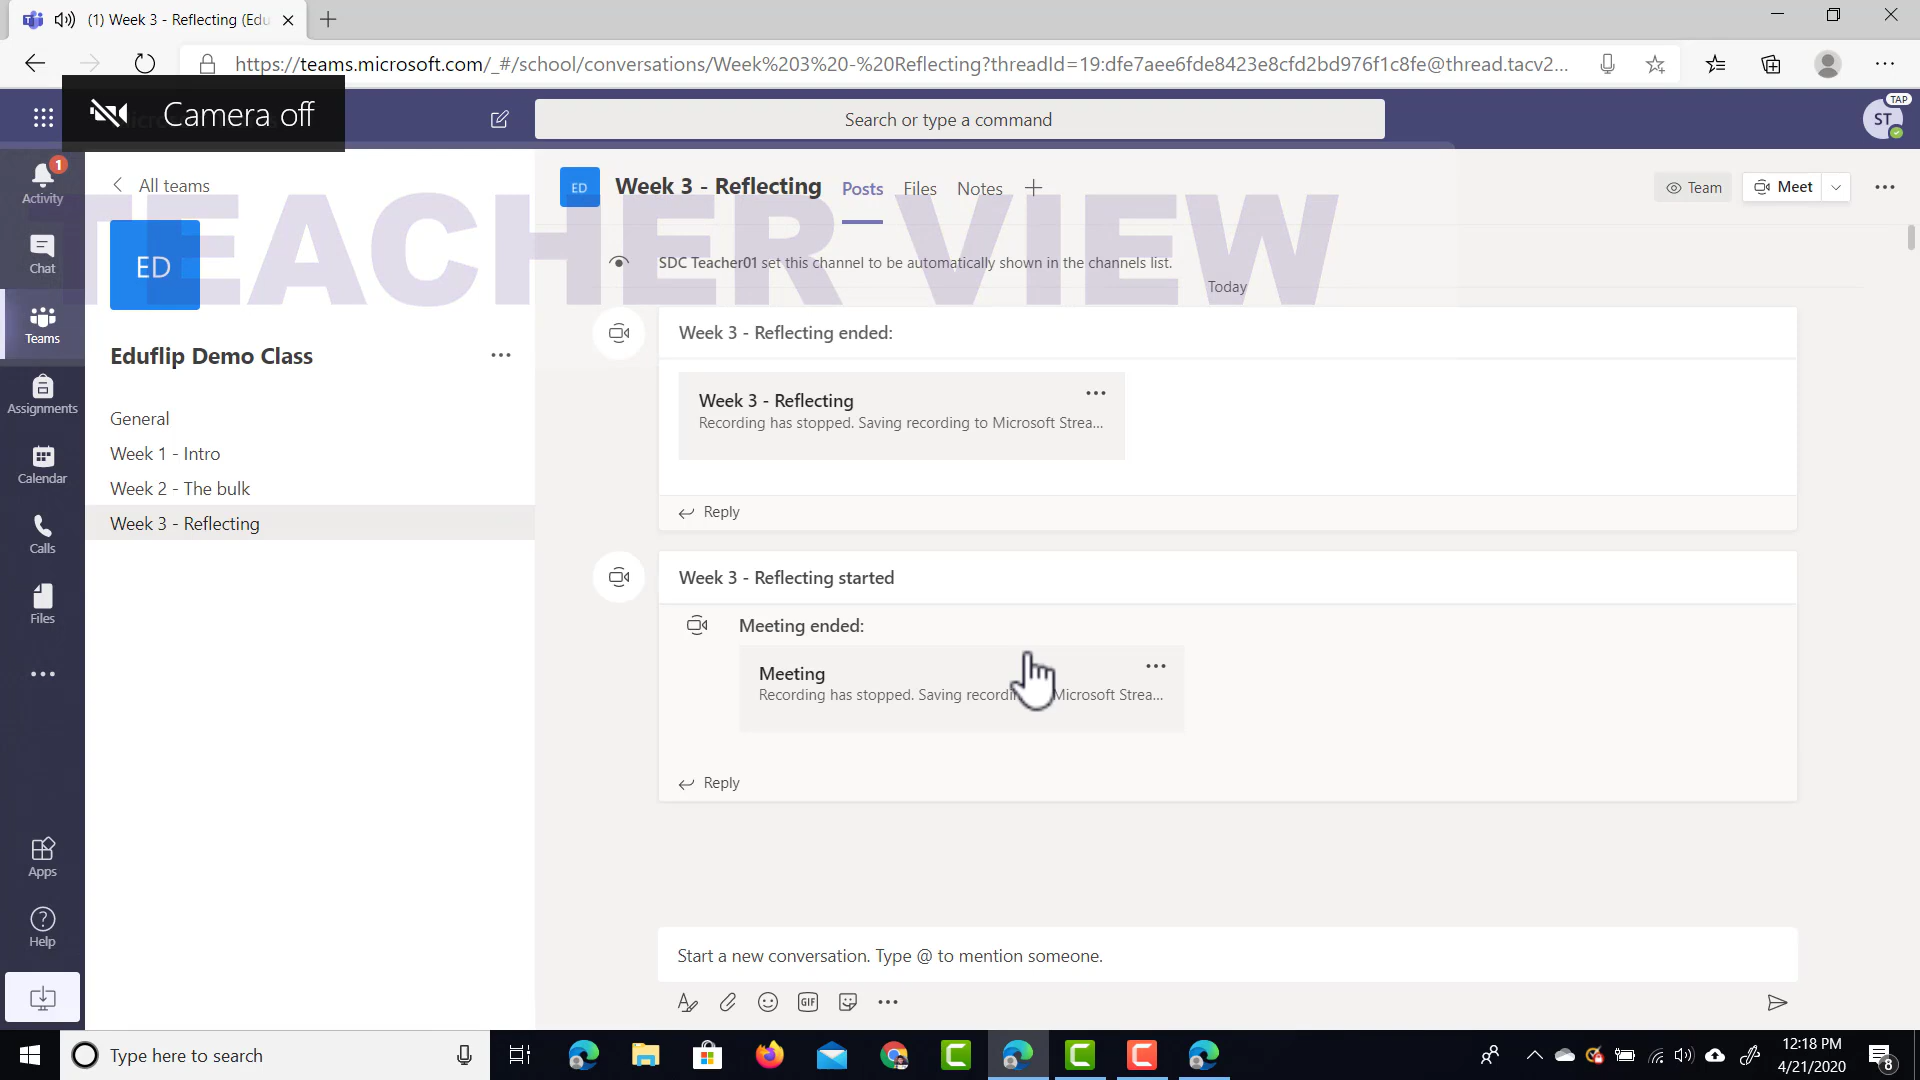 (1) Week 3 - Reflecting (Edu
https://teams.microsoft.com/_#/school/conversations/Week%203%20-%20Reflecting?threadId=19:dfe7aee6fde8423e8cfd2bd976f1c8fe@thread.tacv2...
Camera off
Search or type a command
TAP
ST
TEACHER VIEW
1
Activity
Chat
Teams
Assignments
Calendar
Calls
Files
Apps
Help
All teams
ED
Eduflip Demo Class
General
Week 1 - Intro
Week 2 - The bulk
Week 3 - Reflecting
ED
Week 3 - Reflecting
Posts
Files
Notes
Team
Meet
SDC Teacher01 set this channel to be automatically shown in the channels list.
Today
Week 3 - Reflecting ended:
Week 3 - Reflecting
Recording has stopped. Saving recording to Microsoft Strea...
Reply
Week 3 - Reflecting started
Meeting ended:
Meeting
Recording has stopped. Saving Microsoft Strea...
Reply
Start a new conversation. Type @ to mention someone.
GIF
Type here to search
12:18 PM
4/21/2020
8